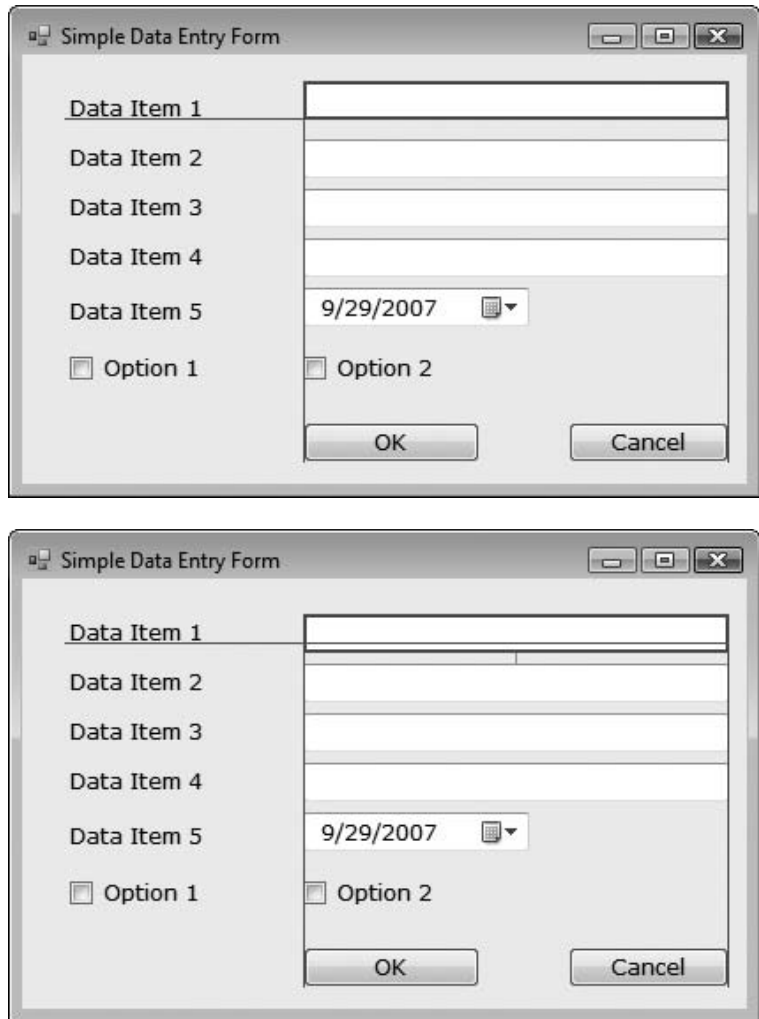 Simple Data Entry Form
Data Item 1
Data Item 2
Data Item 3
Data Item 4
Data Item 5 9/29/2007
Option 1 Option 2
OK Cancel
Simple Data Entry Form
Data Item 1
Data Item 2
Data Item 3
Data Item 4
Data Item 5 9/29/2007
Option 1 Option 2
OK Cancel